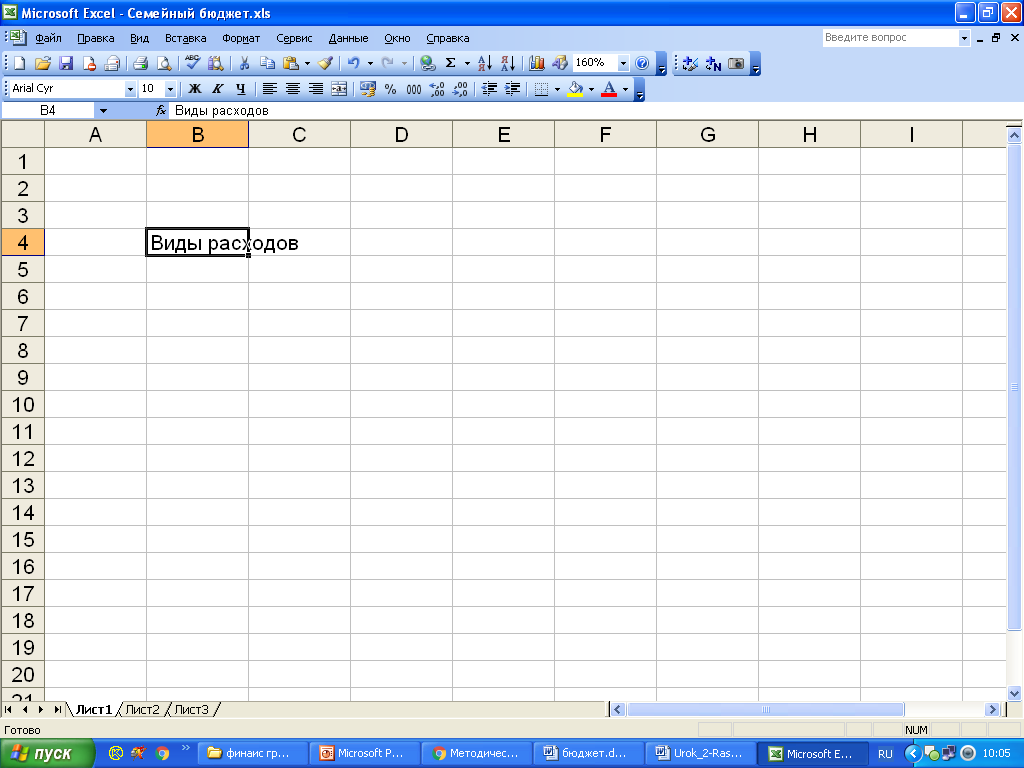 Microsoft Excel - Семейный бюджет.xls
Файл Правка Вид Вставка Формат Сервис Данные Окно Справка Введите вопрос
ABC Σ 160%
Arial Cyr 10 Ж К Ч % 000
B4 fx Виды расходов
A B C D E F G H I
1
2
3
4 Виды расходов
5
6
7
8
9
10
11
12
13
14
15
16
17
18
19
20
21
Лист1 Лист2 Лист3
Готово NUM
пуск финаис гр... Microsoft P... Методичес... бюджет.d... Urok_2-Ras... Microsoft E... RU 10:05